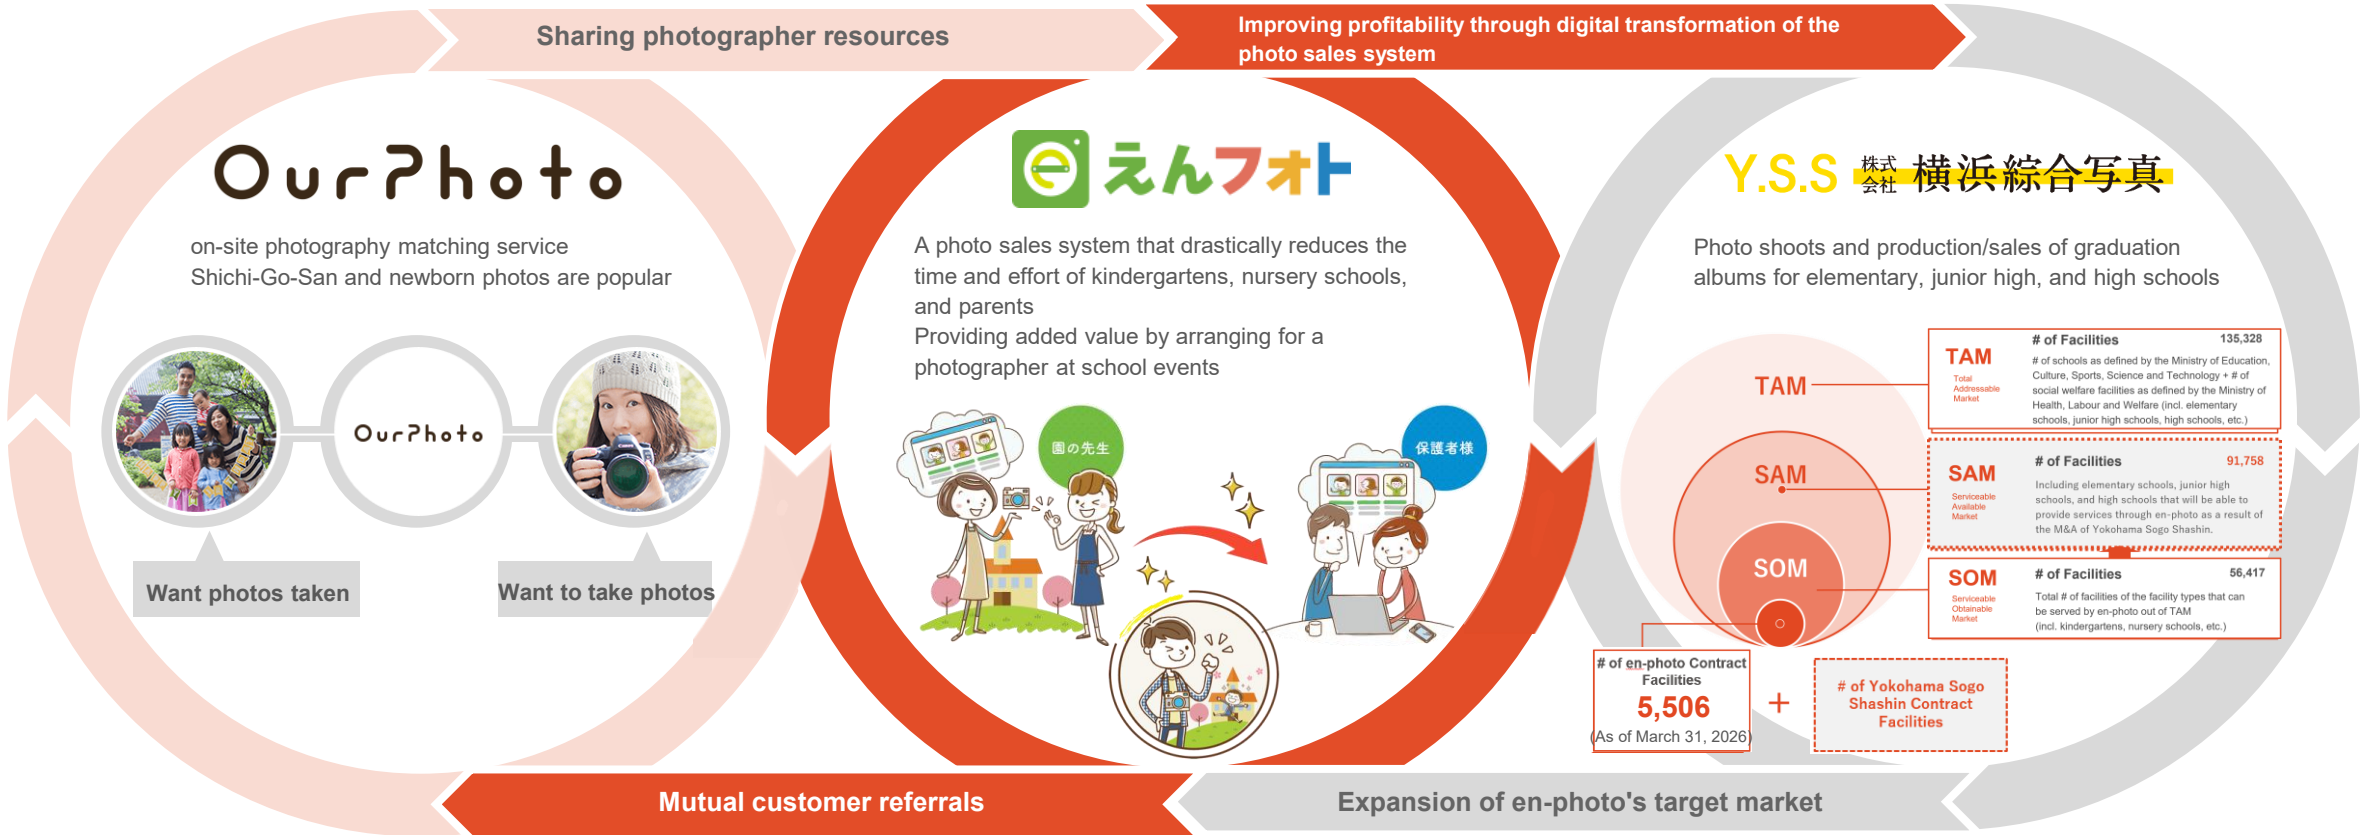 Sharing photographer resources
Improving profitability through digital transformation of the
photo sales system
OurPhoto
on-site photography matching service
Shichi-Go-San and newborn photos are popular
OurPhoto
Want photos taken
Want to take photos
e えんフォト
A photo sales system that drastically reduces the
time and effort of kindergartens, nursery schools,
and parents
Providing added value by arranging for a
photographer at school events
園の先生
保護者様
Y.S.S 株式会社 横浜綜合写真
Photo shoots and production/sales of graduation
albums for elementary, junior high, and high schools
TAM
SAM
SOM
TAM
Total
Addressable
Market
# of Facilities 135,328
# of schools as defined by the Ministry of Education,
Culture, Sports, Science and Technology + # of
social welfare facilities as defined by the Ministry of
Health, Labour and Welfare (incl. elementary
schools, junior high schools, high schools, etc.)
SAM
Serviceable
Available
Market
# of Facilities 91,758
Including elementary schools, junior high
schools, and high schools that will be able to
provide services through en-photo as a result of
the M&A of Yokohama Sogo Shashin.
SOM
Serviceable
Obtainable
Market
# of Facilities 56,417
Total # of facilities of the facility types that can
be served by en-photo out of TAM
(incl. kindergartens, nursery schools, etc.)
# of en-photo Contract
Facilities
5,506
(As of March 31, 2026)
+
# of Yokohama Sogo
Shashin Contract
Facilities
Mutual customer referrals
Expansion of en-photo's target market